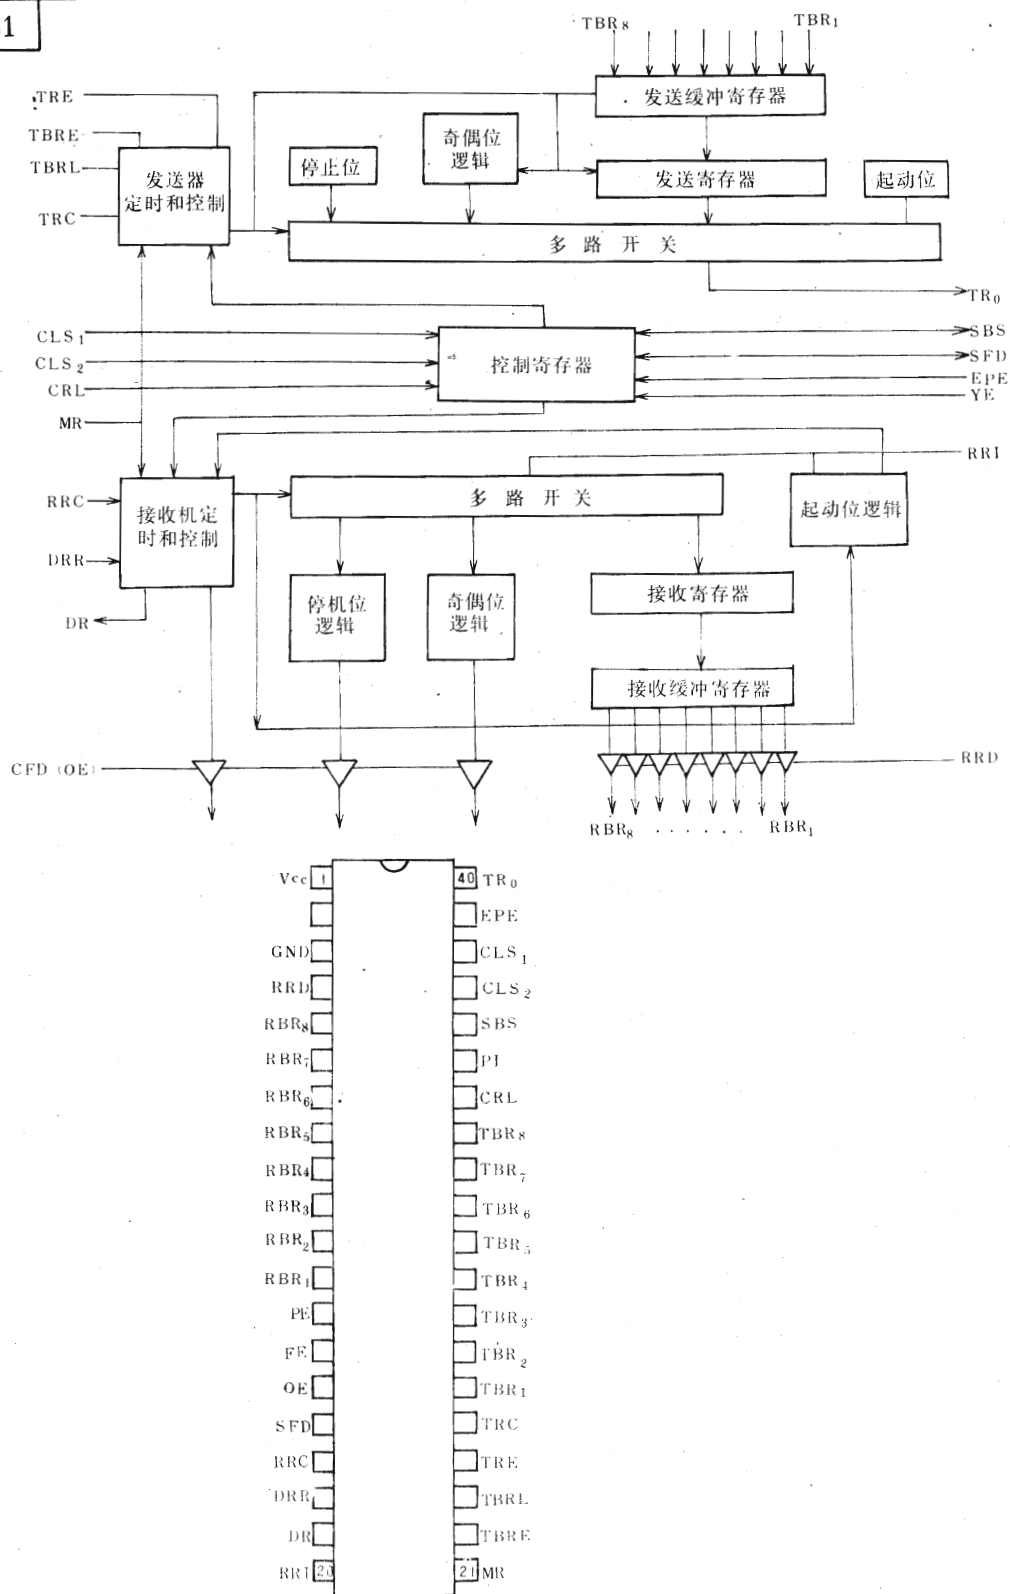 1
TBR8 TBR1
TRE
发送缓冲寄存器
TBRE
奇偶位
逻辑
TBRL
停止位
发送器
定时和控制
发送寄存器
起动位
TRC
多路开关
TR0
CLS1
SBS
CLS2
控制寄存器
SFD
CRL
EPE
YE
MR
RRI
RRC
多路开关
接收机定
时和控制
起动位逻辑
DRR
停机位
逻辑
奇偶位
逻辑
接收寄存器
DR
接收缓冲寄存器
CFD (OE)
RRD
RBR8 ...... RBR1
Vcc 1 40 TR0
EPE
GND CLS1
RRD CLS2
RBR8 SBS
RBR7 PI
RBR6 CRL
RBR5 TBR8
RBR4 TBR7
RBR3 TBR6
RBR2 TBR5
RBR1 TBR4
PE TBR3
FE TBR2
OE TBR1
SFD TRC
RRC TRE
DRR TBRL
DR TBRE
RRI 20 21 MR